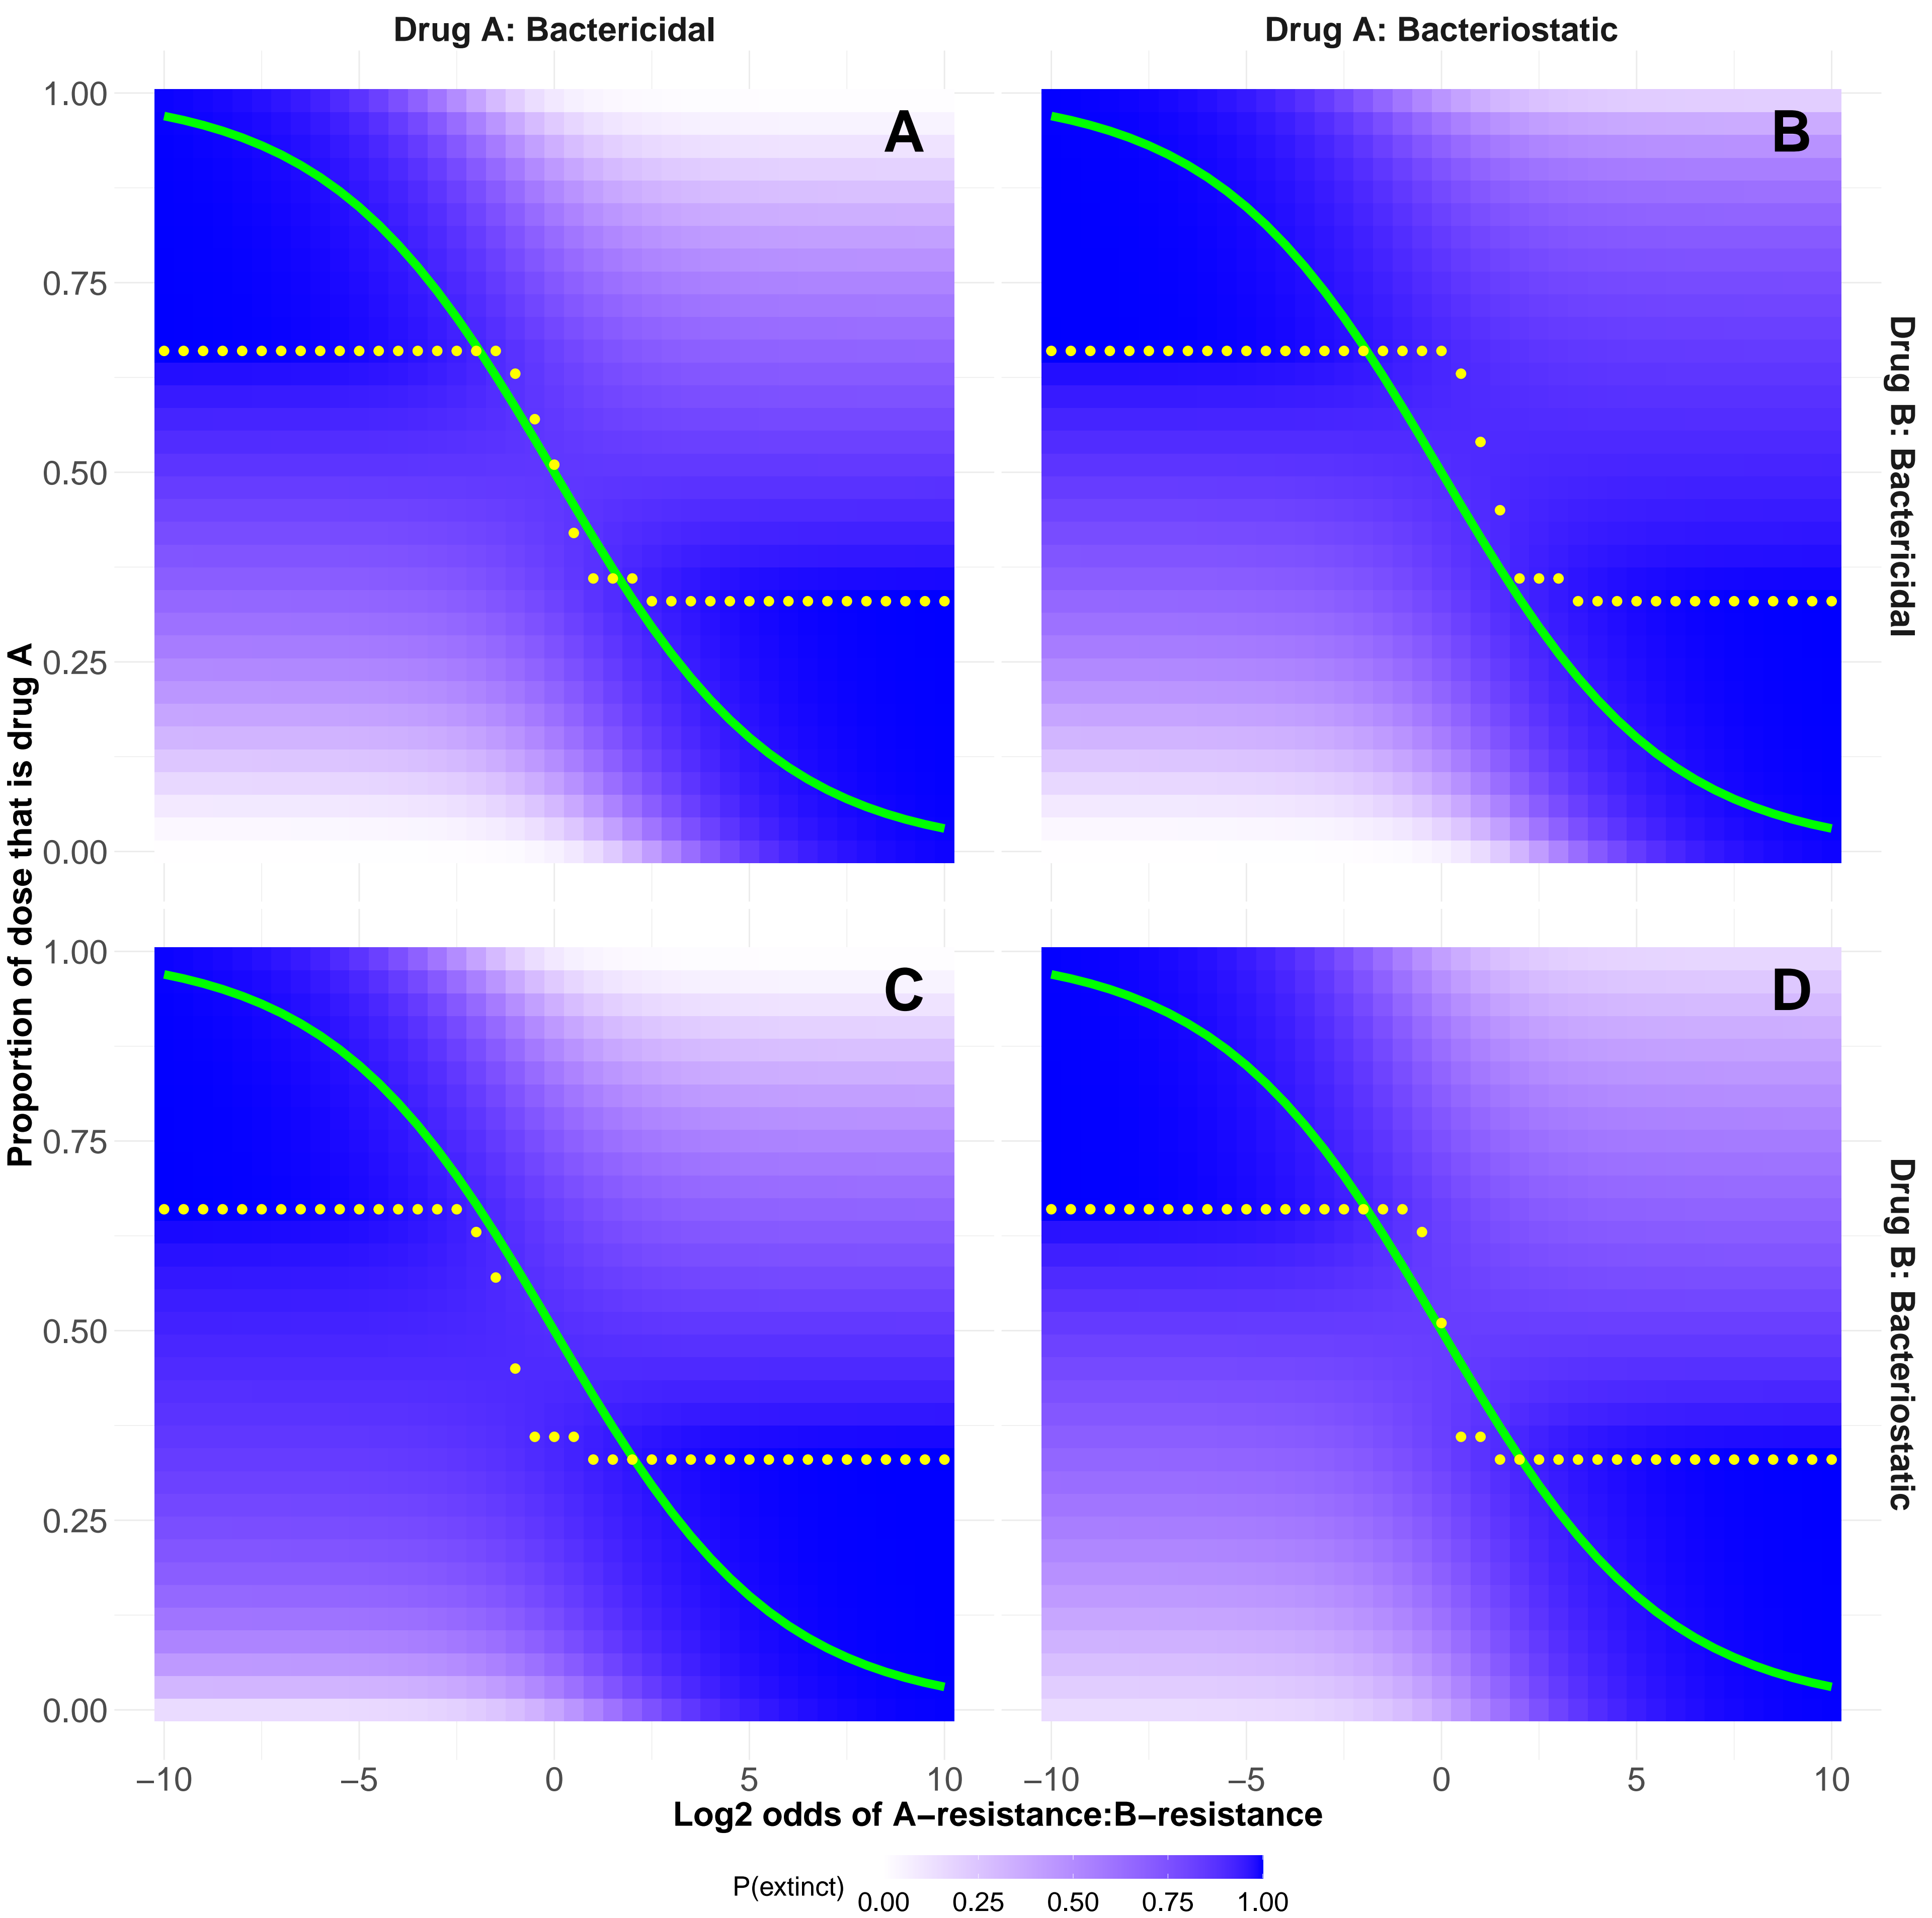 Drug A: Bactericidal
Drug A: Bacteriostatic
1.00
A
B
0.75
0.50
0.25
0.00
Drug B: Bactericidal
Proportion of dose that is drug A
1.00
C
D
0.75
0.50
0.25
0.00
Drug B: Bacteriostatic
−10 −5 0 5 10 −10 −5 0 5 10
Log2 odds of A−resistance:B−resistance
P(extinct)
0.00 0.25 0.50 0.75 1.00